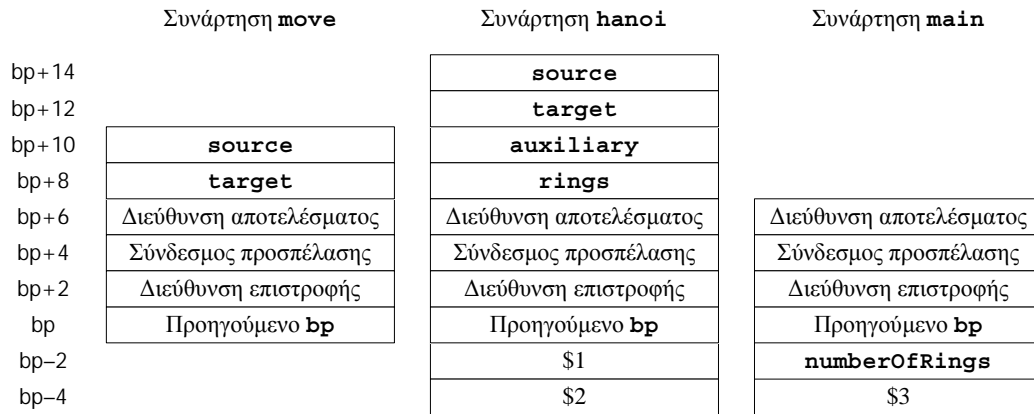 Συνάρτηση move Συνάρτηση hanoi Συνάρτηση main
bp+14 source
bp+12 target
bp+10 source auxiliary
bp+8 target rings
bp+6 Διεύθυνση αποτελέσματος Διεύθυνση αποτελέσματος Διεύθυνση αποτελέσματος
bp+4 Σύνδεσμος προσπέλασης Σύνδεσμος προσπέλασης Σύνδεσμος προσπέλασης
bp+2 Διεύθυνση επιστροφής Διεύθυνση επιστροφής Διεύθυνση επιστροφής
bp Προηγούμενο bp Προηγούμενο bp Προηγούμενο bp
bp–2 $1 numberOfRings
bp–4 $2 $3